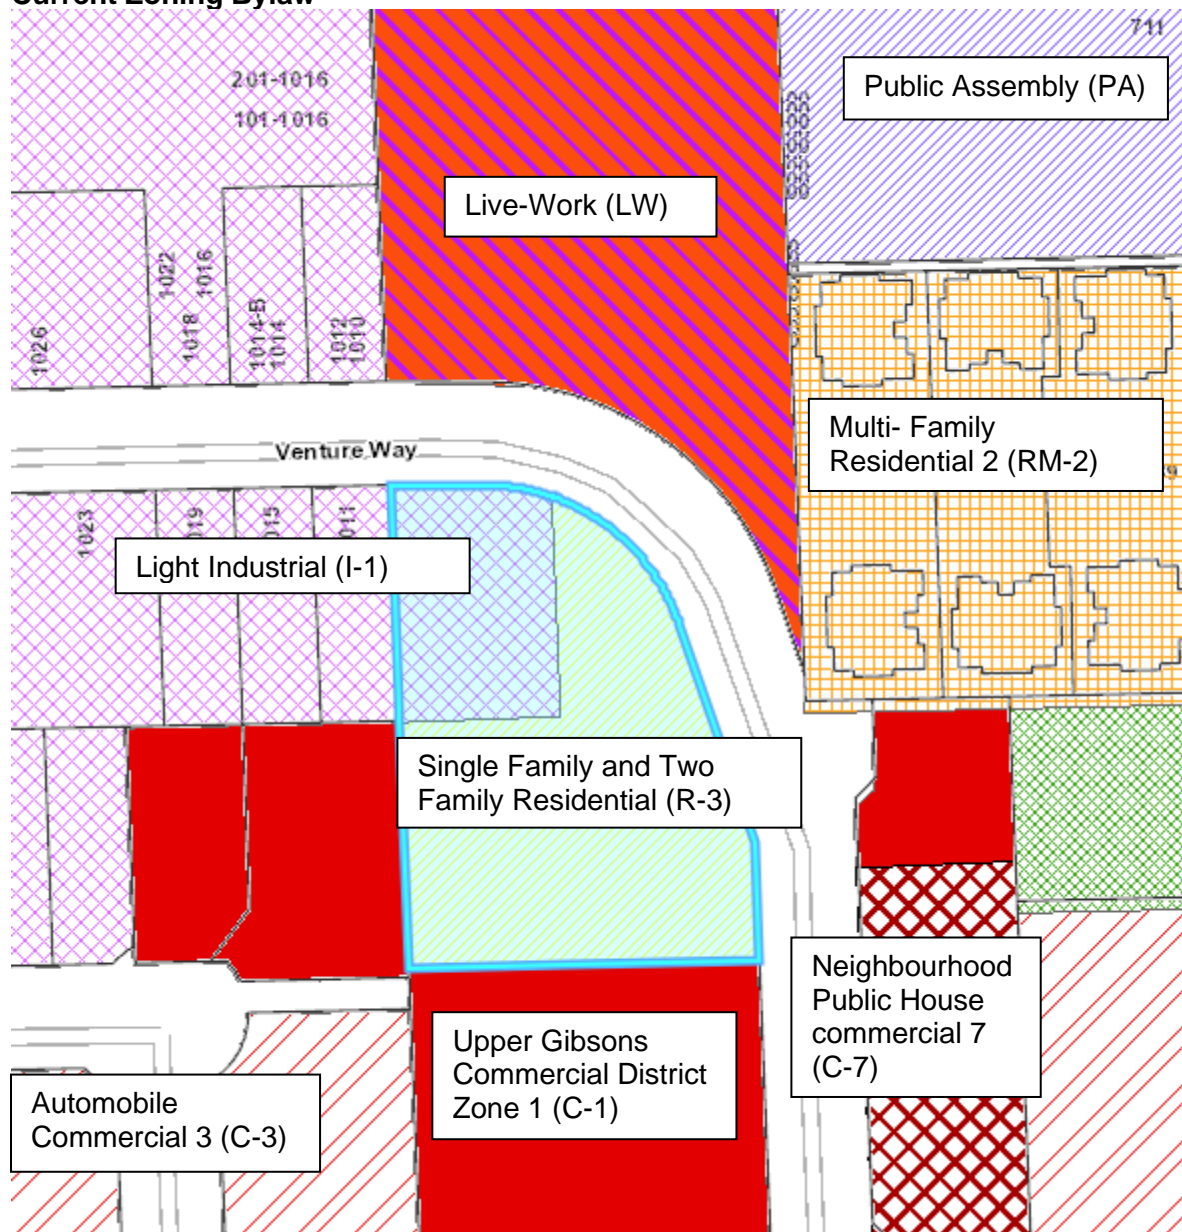 Current Zoning Bylaw
711
201-1016
101-1016
Public Assembly (PA)
Live-Work (LW)
1026
1022
1018
1016
1014-B
1014
1012
1010
Multi- Family
Residential 2 (RM-2)
Venture Way
1023
019
015
011
Light Industrial (I-1)
Single Family and Two
Family Residential (R-3)
Neighbourhood
Public House
commercial 7
(C-7)
Upper Gibsons
Commercial District
Zone 1 (C-1)
Automobile
Commercial 3 (C-3)